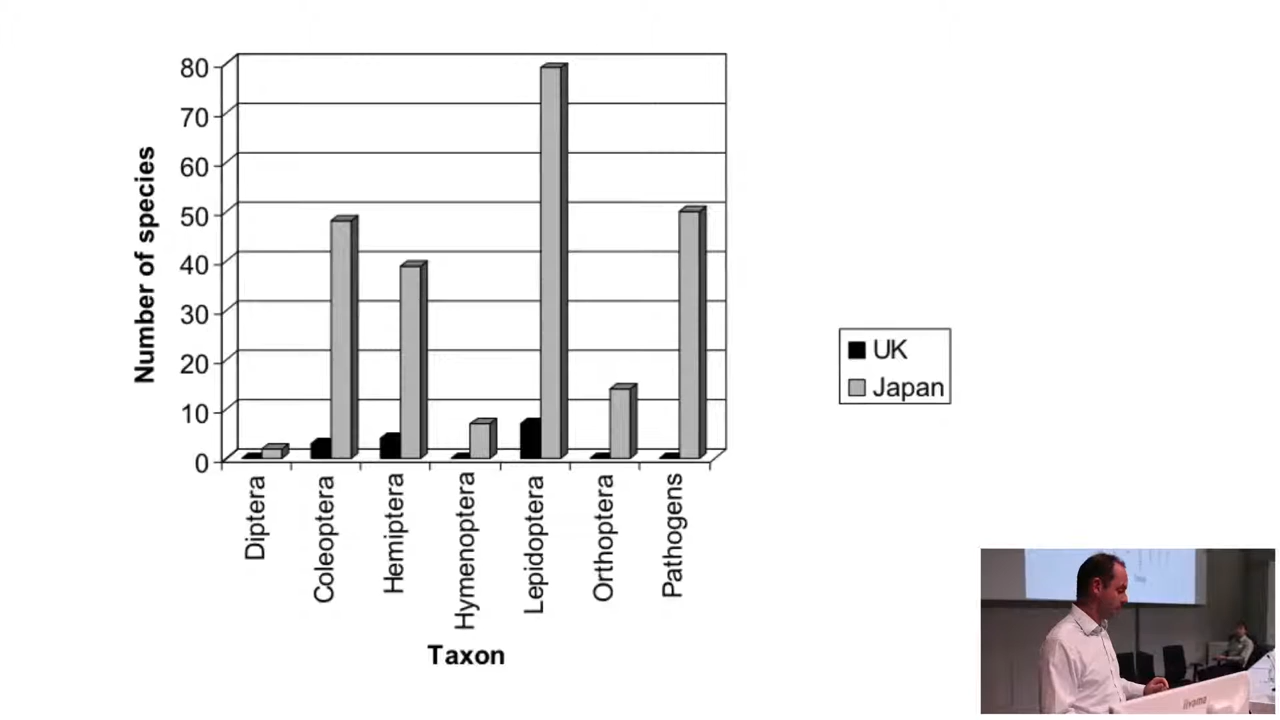 80
70
60
50
40
30
20
10
0
Number of species
Diptera
Coleoptera
Hemiptera
Hymenoptera
Lepidoptera
Orthoptera
Pathogens
Taxon
UK
Japan
iiyama